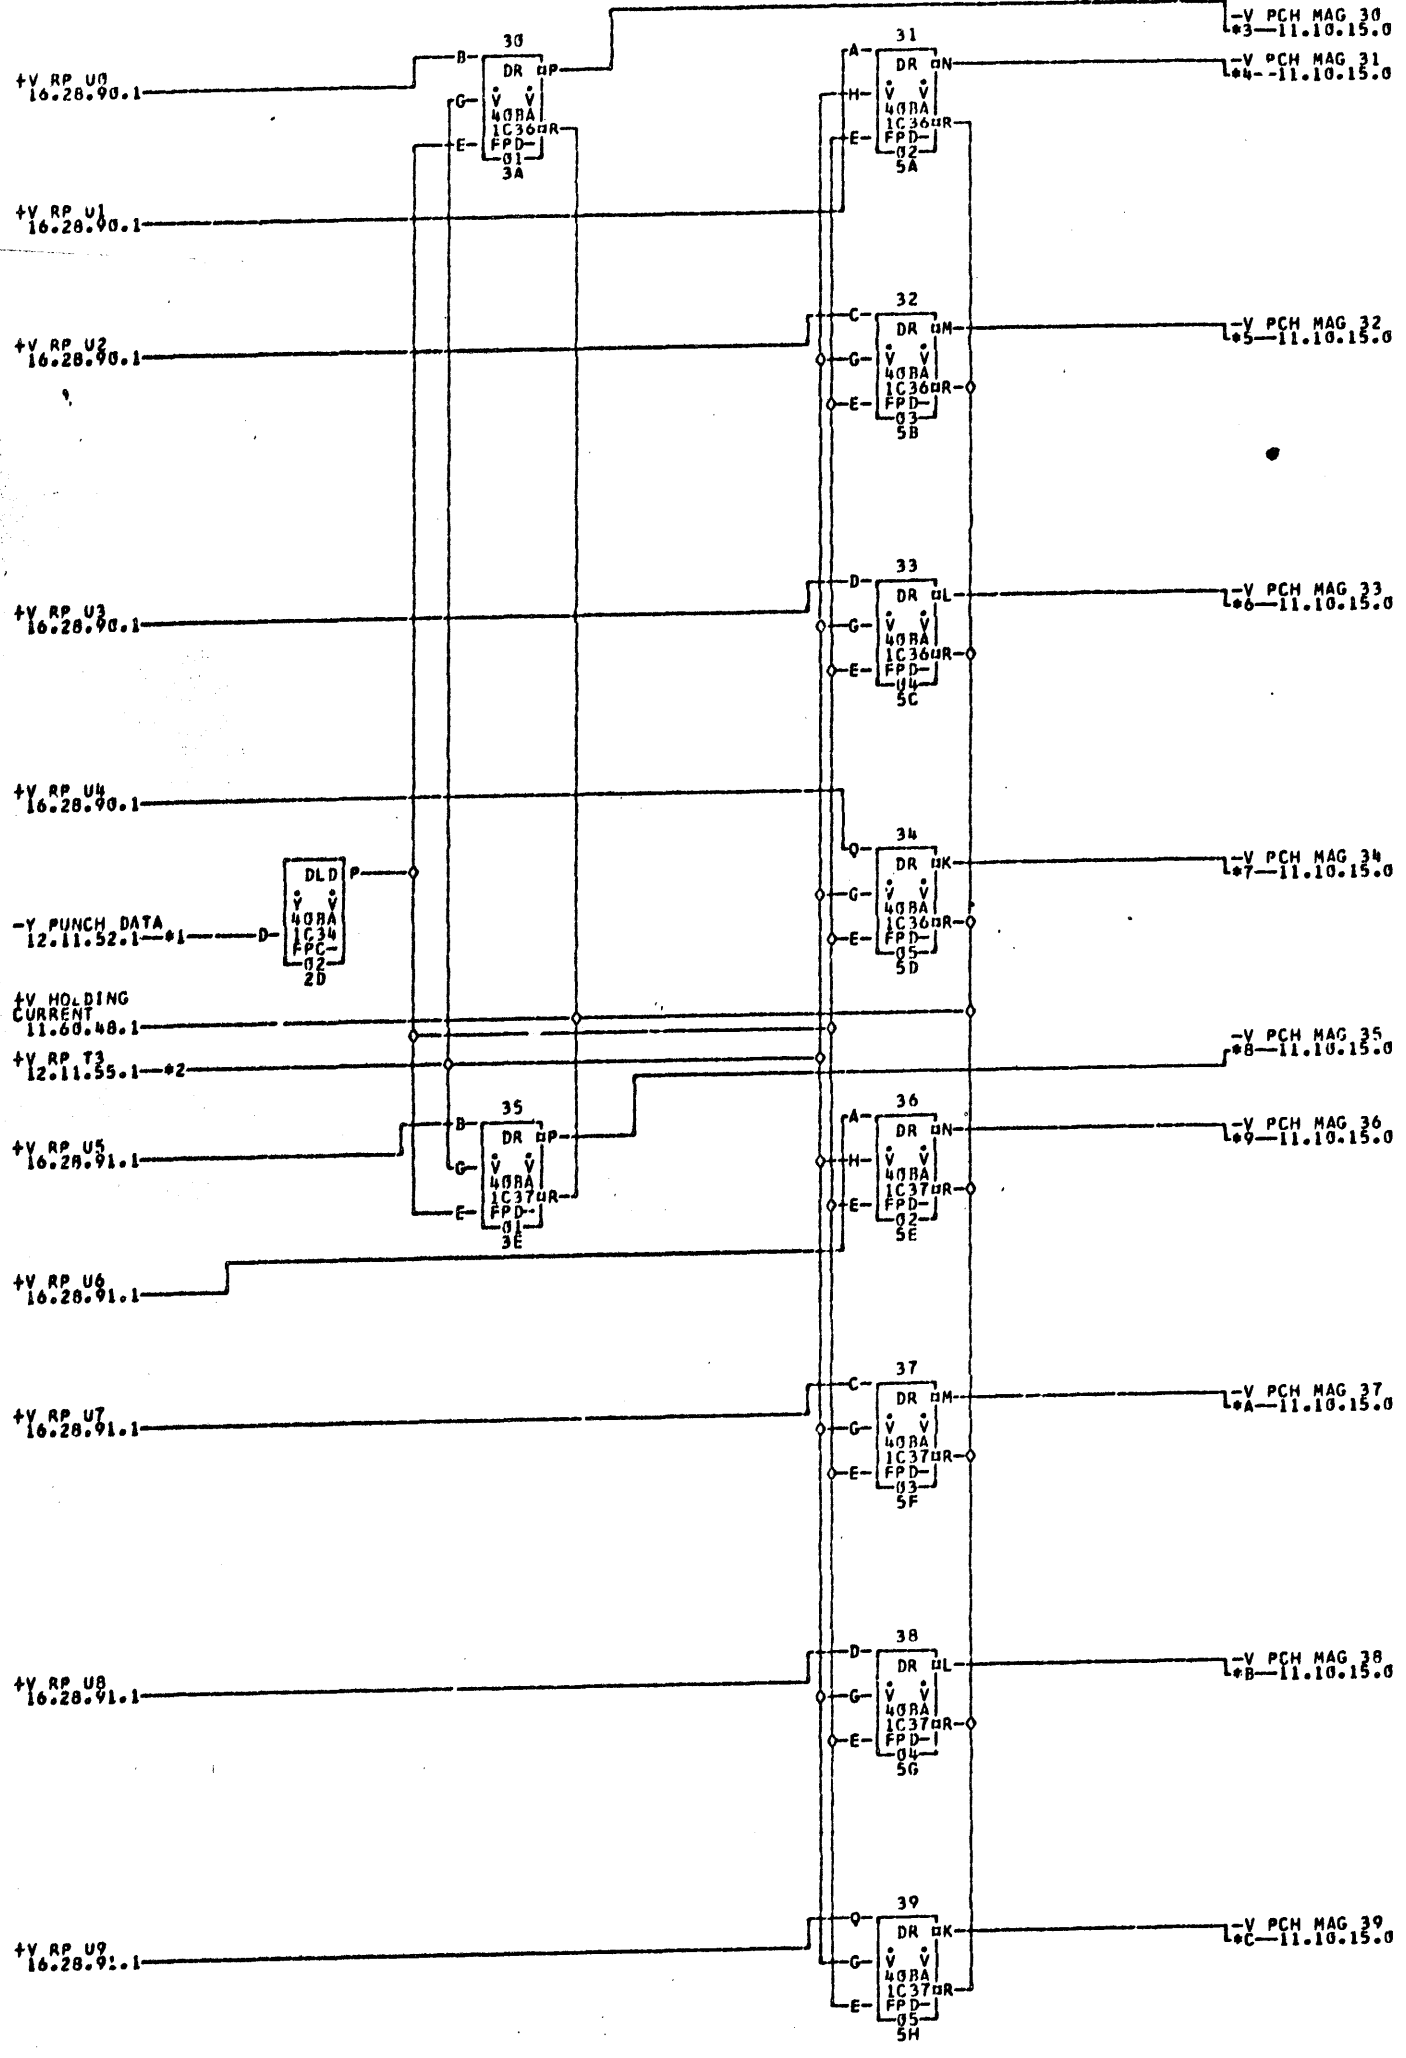 -V PCH MAG 30
*3—11.10.15.0
30
B
DR P
+V RP U0
16.28.90.1
G
V V
40BA
1C36 R
E
FPD-
01
3A
31
A
DR N
-V PCH MAG 31
*4--11.10.15.0
H
V V
40BA
1C36 R
E
FPD-
02
5A
+V RP U1
16.28.90.1
32
C
DR M
-V PCH MAG 32
*5—11.10.15.0
+V RP U2
16.28.90.1
G
V V
40BA
1C36 R
E
FPD-
03
5B
33
D
DR L
-V PCH MAG 33
*6—11.10.15.0
+V RP U3
16.28.90.1
G
V V
40BA
1C36 R
E
FPD-
04
5C
+V RP U4
16.28.90.1
34
Q
DR K
-V PCH MAG 34
*7—11.10.15.0
G
V V
40BA
1C36 R
E
FPD-
05
5D
DLD P
Y V
40BA
-Y PUNCH DATA
12.11.52.1—*1
D
1C34
FPC-
02
2D
+V HOLDING
CURRENT
11.60.48.1
+V RP T3
12.11.55.1—*2
-V PCH MAG 35
*8—11.10.15.0
35
B
DR P
+V RP U5
16.28.91.1
G
V V
40BA
1C37 R
E
FPD--
01
3E
36
A
DR N
-V PCH MAG 36
*9—11.10.15.0
H
V V
40BA
1C37 R
E
FPD-
02
5E
+V RP U6
16.28.91.1
37
C
DR M
-V PCH MAG 37
*A—11.10.15.0
+V RP U7
16.28.91.1
G
V V
40BA
1C37 R
E
FPD-
03
5F
38
D
DR L
-V PCH MAG 38
*B—11.10.15.0
+V RP U8
16.28.91.1
G
V V
40BA
1C37 R
E
FPD-
04
5G
39
Q
DR K
-V PCH MAG 39
*C—11.10.15.0
+V RP U9
16.28.91.1
G
V V
40BA
1C37 R
E
FPD-
05
5H